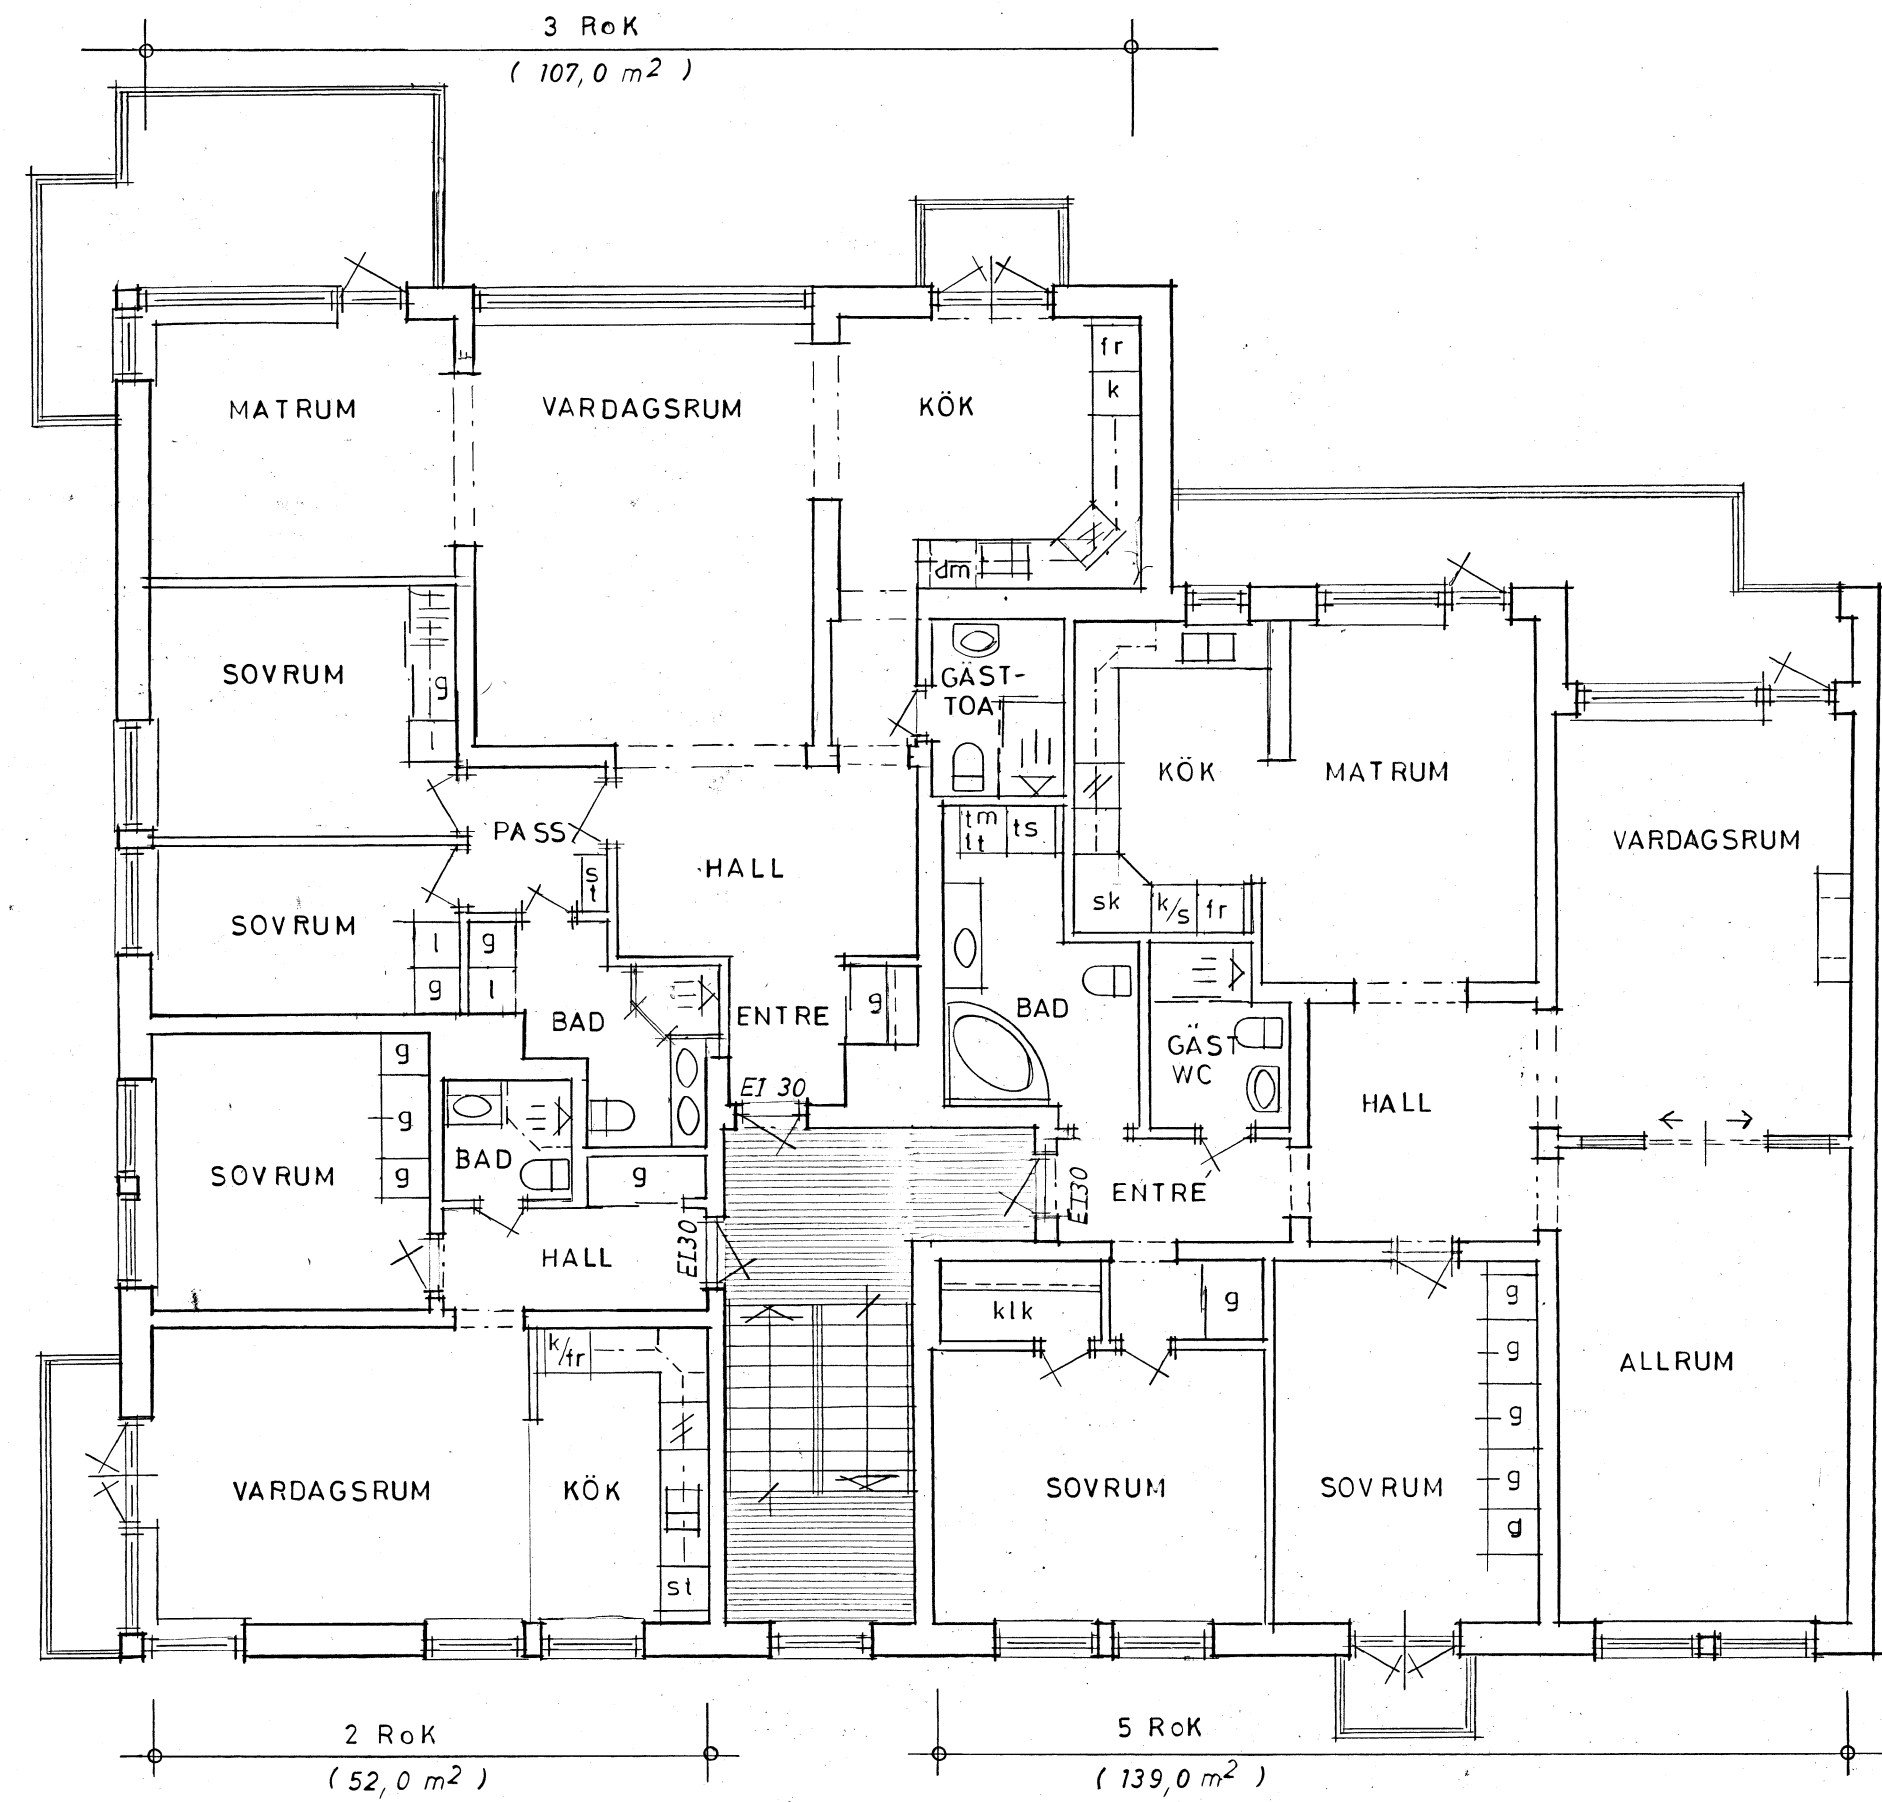 3 RoK
( 107,0 m2 )
fr
k
MATRUM
VARDAGSRUM
KÖK
dm
SOVRUM
g
l
GÄST-
TOA
KÖK
MATRUM
VARDAGSRUM
PASS
tm
tt
ts
HALL
s
t
sk
k/s
fr
SOVRUM
l
g
g
l
BAD
ENTRE
g
BAD
GÄST
WC
HALL
EI 30
g
g
g
SOVRUM
BAD
g
ENTRE
EI30
HALL
EI30
klk
g
g
g
g
g
g
k/fr
ALLRUM
VARDAGSRUM
KÖK
SOVRUM
SOVRUM
st
2 RoK
( 52,0 m2 )
5 RoK
( 139,0 m2 )